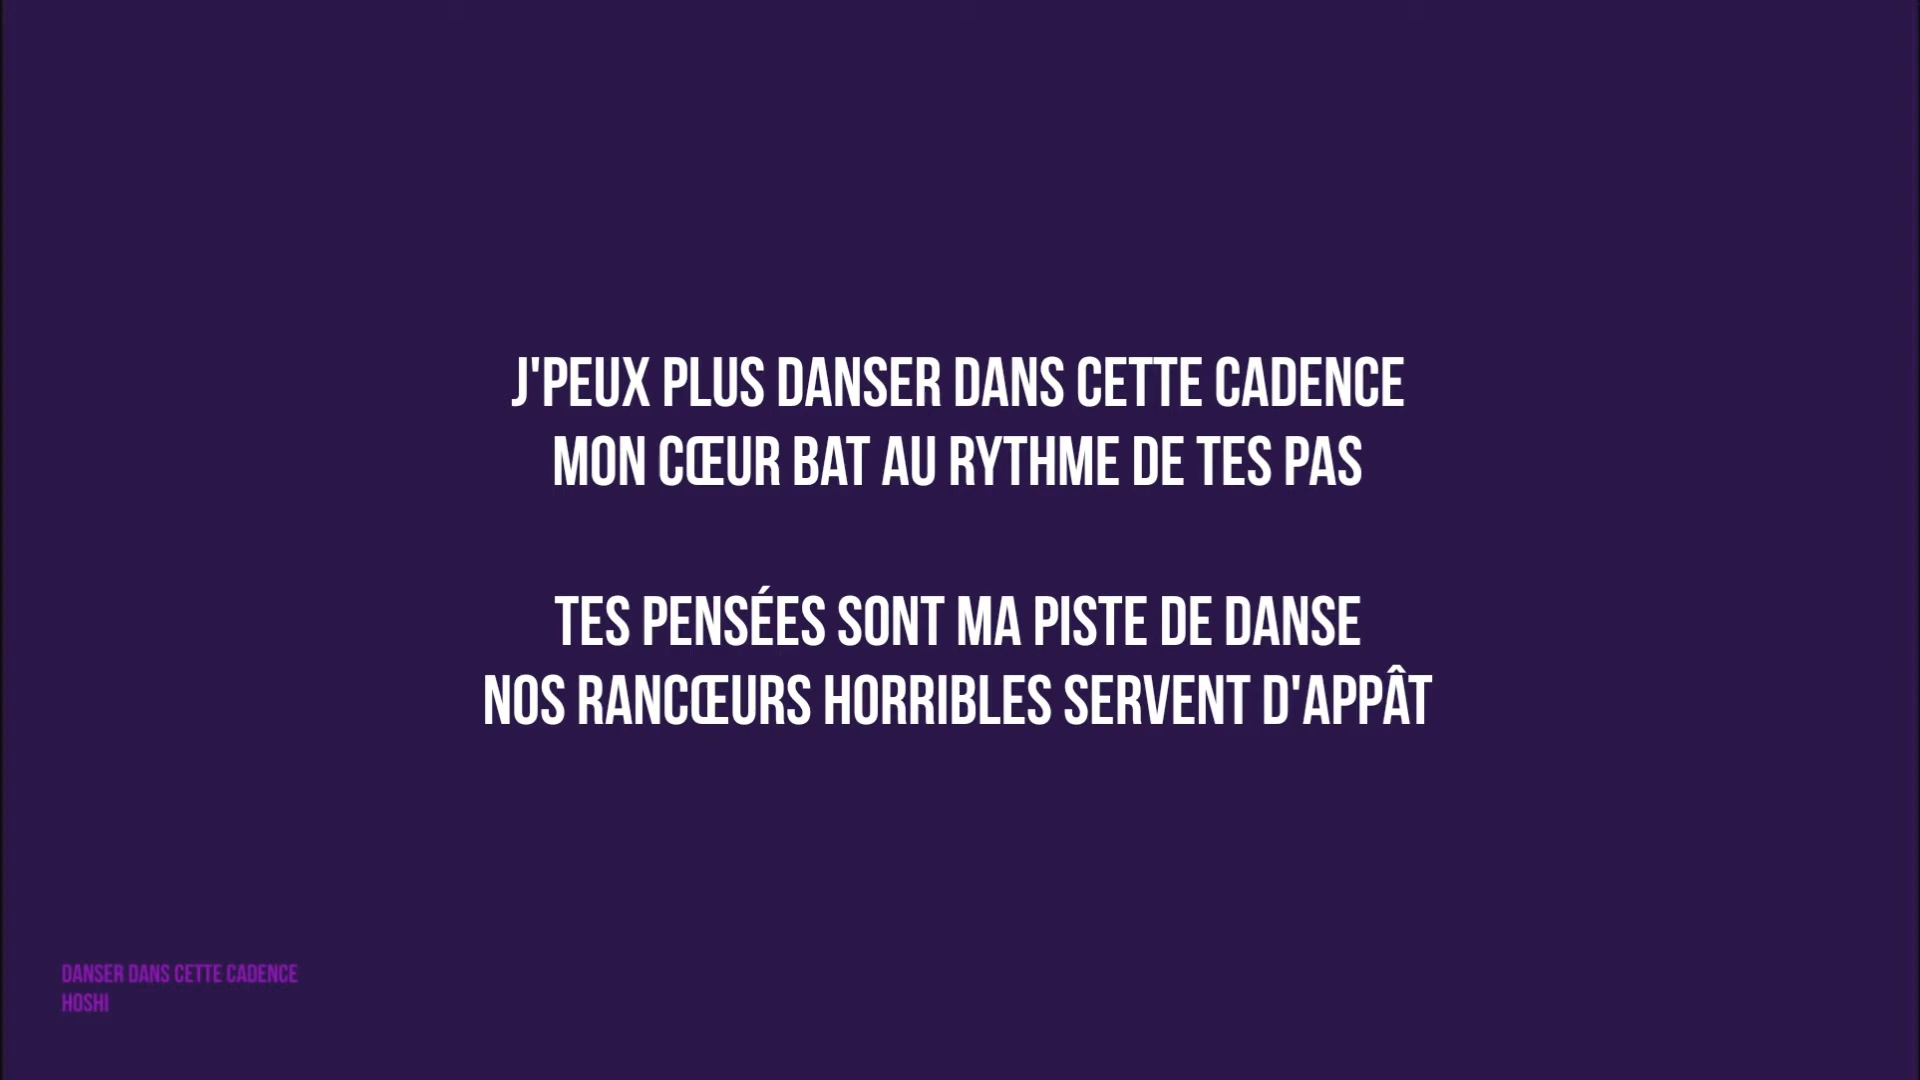 J'PEUX PLUS DANSER DANS CETTE CADENCE
MON CŒUR BAT AU RYTHME DE TES PAS
TES PENSÉES SONT MA PISTE DE DANSE
NOS RANCŒURS HORRIBLES SERVENT D'APPÂT
DANSER DANS CETTE CADENCE
HOSHI